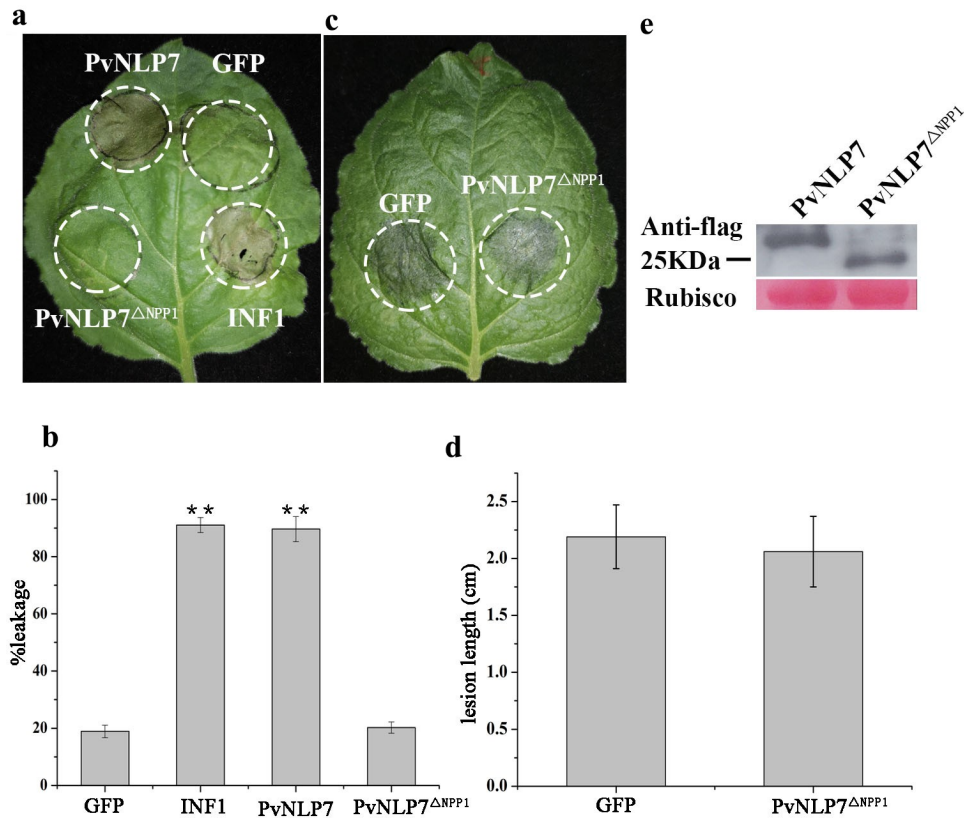 a
PvNLP7 GFP
PvNLP7△NPP1 INF1
c
GFP PvNLP7△NPP1
e
PvNLP7 PvNLP7△NPP1
Anti-flag
25KDa
Rubisco
b
%leakage
100
80
60
40
20
0
** **
GFP INF1 PvNLP7 PvNLP7△NPP1
d
lesion length (cm)
2.5
2.0
1.5
1.0
0.5
0.0
GFP PvNLP7△NPP1